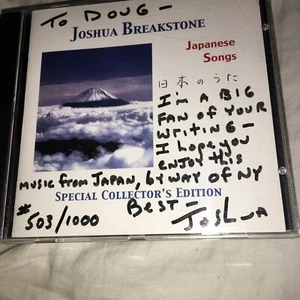 TO DOUG -
JOSHUA BREAKSTONE
Japanese
Songs
日本のうた
I'M A BIG
FAN OF YOUR
WRITING -
I HOPE YOU
ENJOY THIS
MUSIC FROM JAPAN, BY WAY OF NY
SPECIAL COLLECTOR'S EDITION
BEST -
#503/1000
JOSHUA